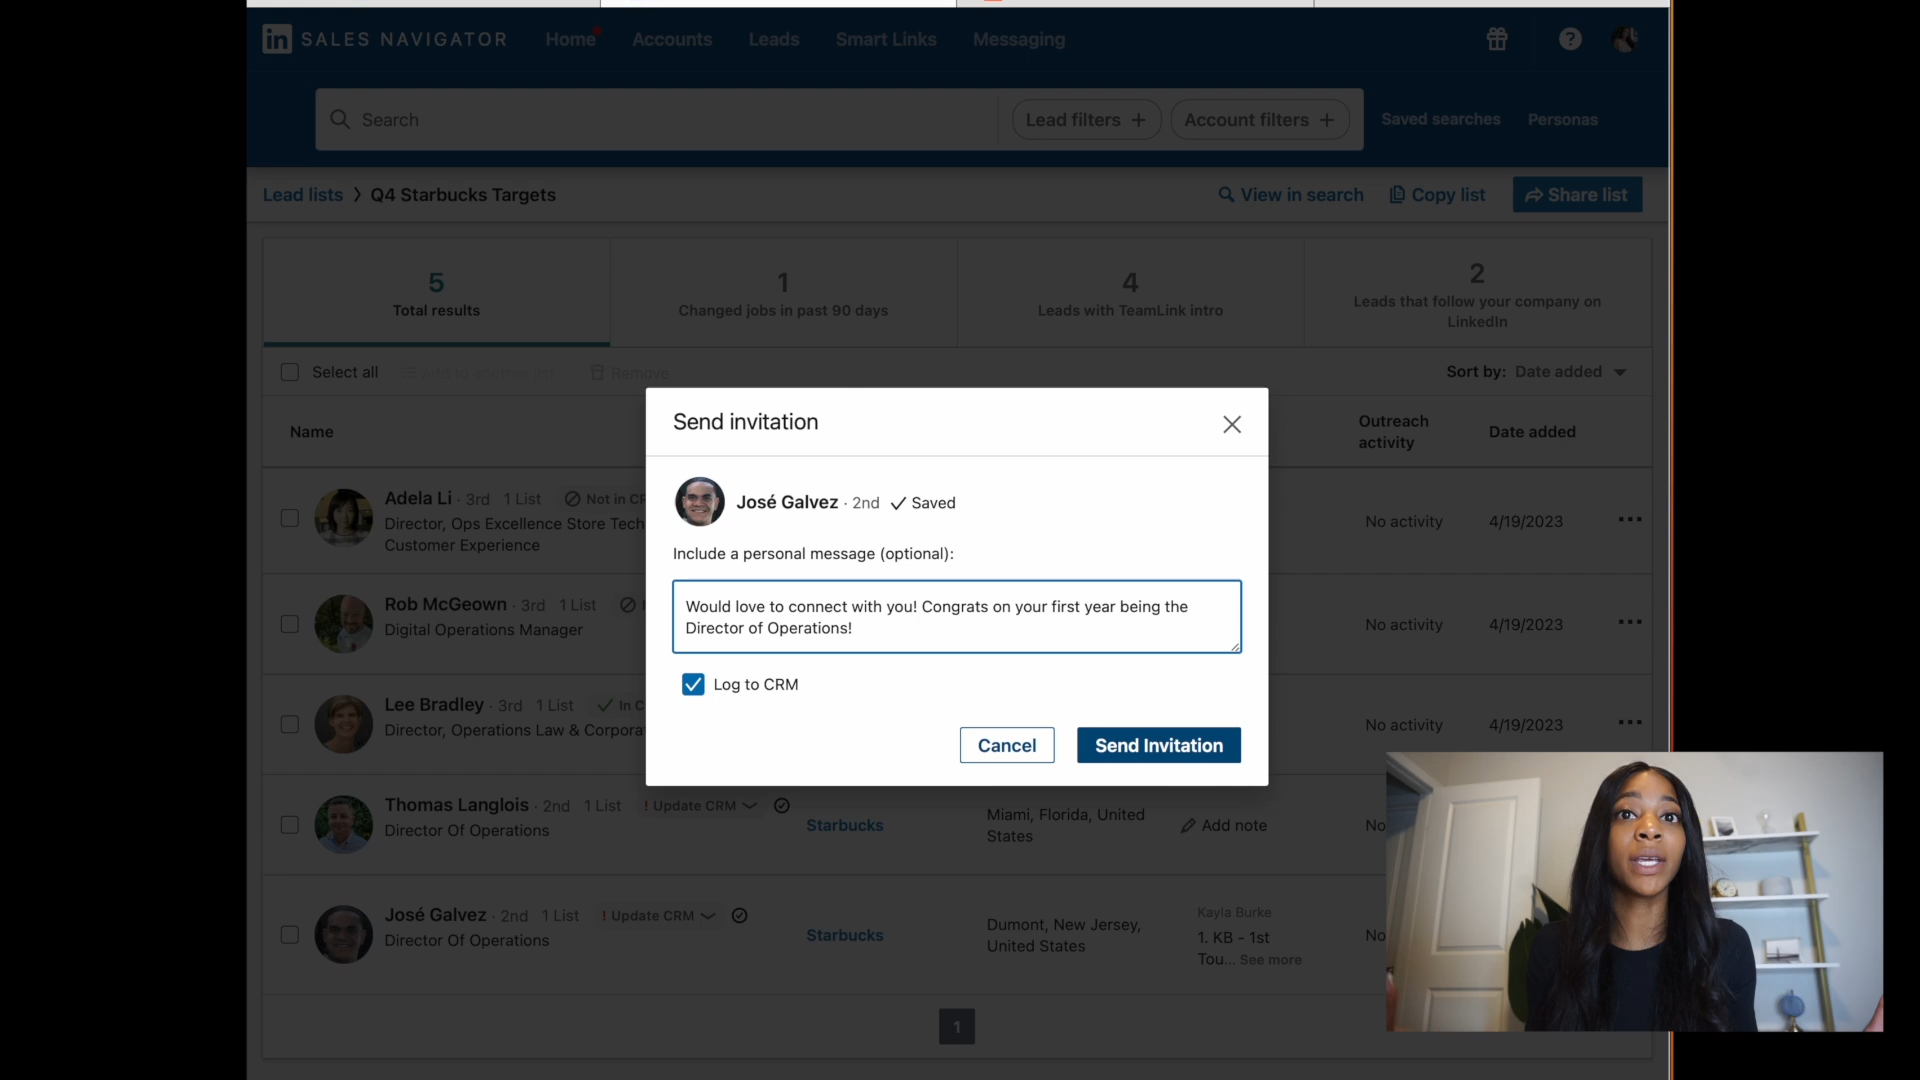 in SALES NAVIGATOR Home Accounts Leads Smart Links Messaging ?
Search Lead filters + Account filters + Saved searches Personas
Lead lists > Q4 Starbucks Targets View in search Copy list Share list
5
Total results
1
Changed jobs in past 90 days
4
Leads with TeamLink intro
2
Leads that follow your company on
LinkedIn
Select all Add to another list Remove Sort by: Date added
Name Outreach
activity Date added
Adela Li · 3rd 1 List Not in
Director, Ops Excellence Store Tech
Customer Experience
No activity 4/19/2023 ...
Rob McGeown · 3rd 1 List
Digital Operations Manager
No activity 4/19/2023 ...
Lee Bradley · 3rd 1 List In
Director, Operations Law &
No activity 4/19/2023 ...
Send invitation
José Galvez · 2nd Saved
Include a personal message (optional):
Would love to connect with you! Congrats on your first year being the
Director of Operations!
Log to CRM
Cancel Send Invitation
Thomas Langlois · 2nd 1 List ! Update CRM
Director Of Operations
Starbucks
Miami, Florida, United
States
Add note
No
José Galvez · 2nd 1 List ! Update CRM
Director Of Operations
Starbucks
Dumont, New Jersey,
United States
Kayla Burke
1. KB - 1st
Tou... See more
No
1